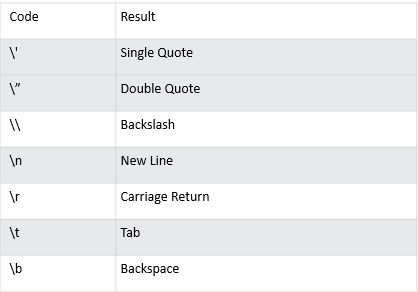 Code Result
\' Single Quote
\” Double Quote
\\ Backslash
\n New Line
\r Carriage Return
\t Tab
\b Backspace